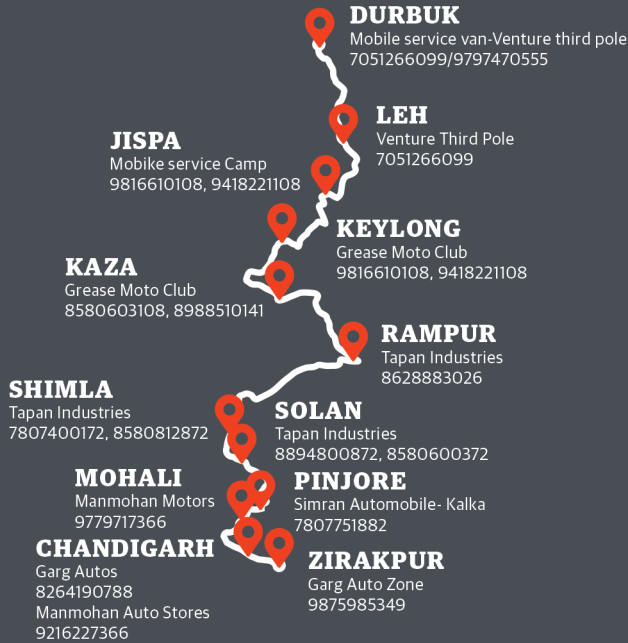 DURBUK
Mobile service van-Venture third pole
7051266099/9797470555
LEH
Venture Third Pole
7051266099
JISPA
Mobike service Camp
9816610108, 9418221108
KEYLONG
Grease Moto Club
9816610108, 9418221108
KAZA
Grease Moto Club
8580603108, 8988510141
RAMPUR
Tapan Industries
8628883026
SHIMLA
Tapan Industries
7807400172, 8580812872
SOLAN
Tapan Industries
8894800872, 8580600372
MOHALI
Manmohan Motors
9779717366
PINJORE
Simran Automobile- Kalka
7807751882
CHANDIGARH
Garg Autos
8264190788
Manmohan Auto Stores
9216227366
ZIRAKPUR
Garg Auto Zone
9875985349